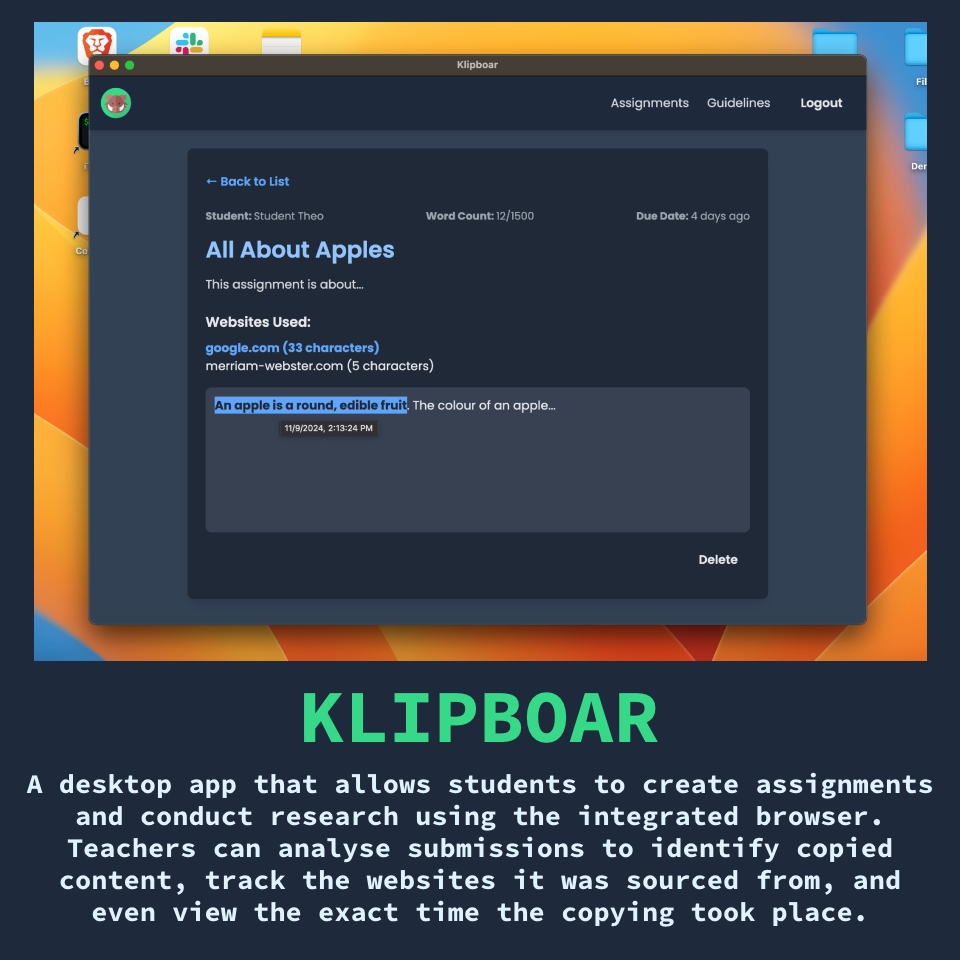 Klipboar
Assignments Guidelines Logout
Fil
Den
Co
← Back to List
Student: Student Theo Word Count: 12/1500 Due Date: 4 days ago
All About Apples
This assignment is about...
Websites Used:
google.com (33 characters)
merriam-webster.com (5 characters)
An apple is a round, edible fruit. The colour of an apple...
11/9/2024, 2:13:24 PM
Delete
KLIPBOAR
A desktop app that allows students to create assignments
and conduct research using the integrated browser.
Teachers can analyse submissions to identify copied
content, track the websites it was sourced from, and
even view the exact time the copying took place.